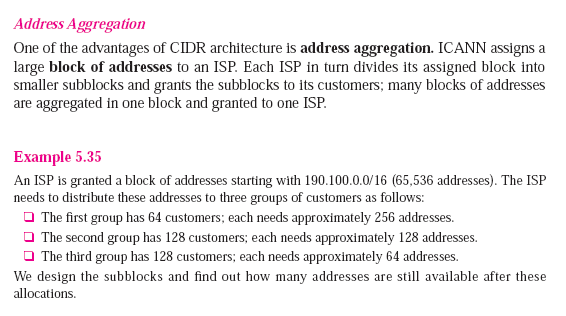 Address Aggregation
One of the advantages of CIDR architecture is address aggregation. ICANN assigns a
large block of addresses to an ISP. Each ISP in turn divides its assigned block into
smaller subblocks and grants the subblocks to its customers; many blocks of addresses
are aggregated in one block and granted to one ISP.
Example 5.35
An ISP is granted a block of addresses starting with 190.100.0.0/16 (65,536 addresses). The ISP
needs to distribute these addresses to three groups of customers as follows:
❑ The first group has 64 customers; each needs approximately 256 addresses.
❑ The second group has 128 customers; each needs approximately 128 addresses.
❑ The third group has 128 customers; each needs approximately 64 addresses.
We design the subblocks and find out how many addresses are still available after these
allocations.